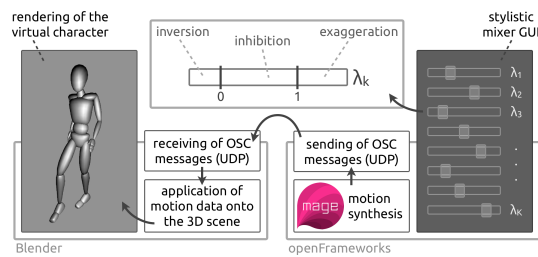 rendering of the
virtual character
inversion
inhibition
exaggeration
λk
0
1
stylistic
mixer GUI
λ1
λ2
λ3
.
.
.
λK
receiving of OSC
messages (UDP)
application of
motion data onto
the 3D scene
Blender
sending of OSC
messages (UDP)
mage
motion
synthesis
openFrameworks